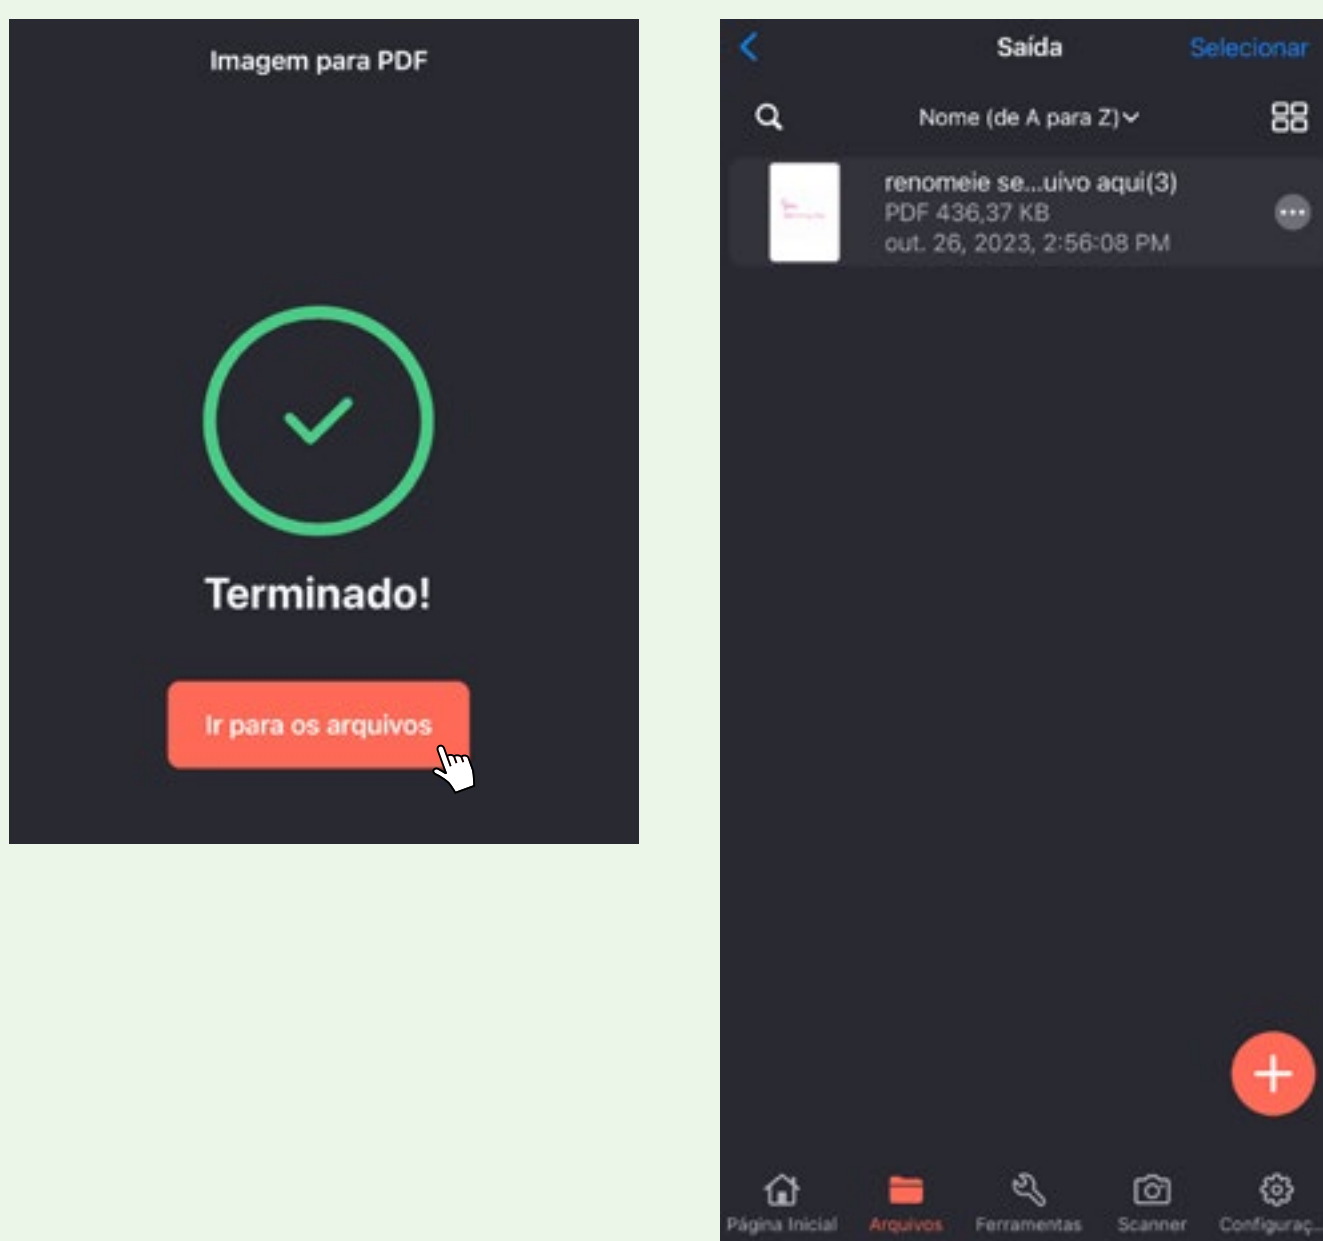 Imagem para PDF
Terminado!
Ir para os arquivos
Saída
Selecionar
Nome (de A para Z)
renomeie se...uivo aqui(3)
PDF 436,37 KB
out. 26, 2023, 2:56:08 PM
Página Inicial
Arquivos
Ferramentas
Scanner
Configuraç...